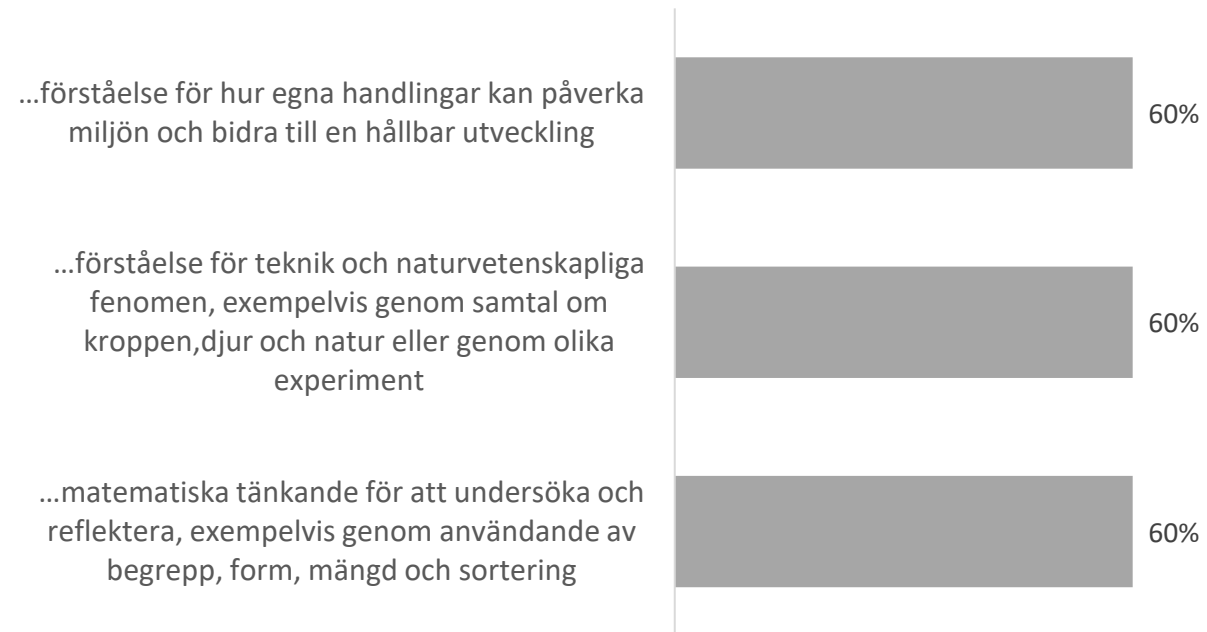 …förståelse för hur egna handlingar kan påverka
miljön och bidra till en hållbar utveckling
60%
…förståelse för teknik och naturvetenskapliga
fenomen, exempelvis genom samtal om
kroppen,djur och natur eller genom olika
experiment
60%
…matematiska tänkande för att undersöka och
reflektera, exempelvis genom användande av
begrepp, form, mängd och sortering
60%